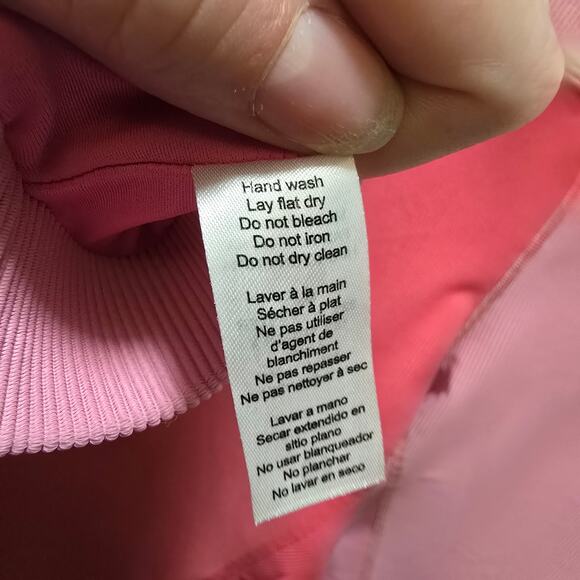 Hand wash
Lay flat dry
Do not bleach
Do not iron
Do not dry clean
Laver à la main
Sécher à plat
Ne pas utiliser
d'agent de
blanchiment
Ne pas repasser
Ne pas nettoyer à sec
Lavar a mano
Secar extendido en
sitio plano
No usar blanqueador
No planchar
No lavar en seco